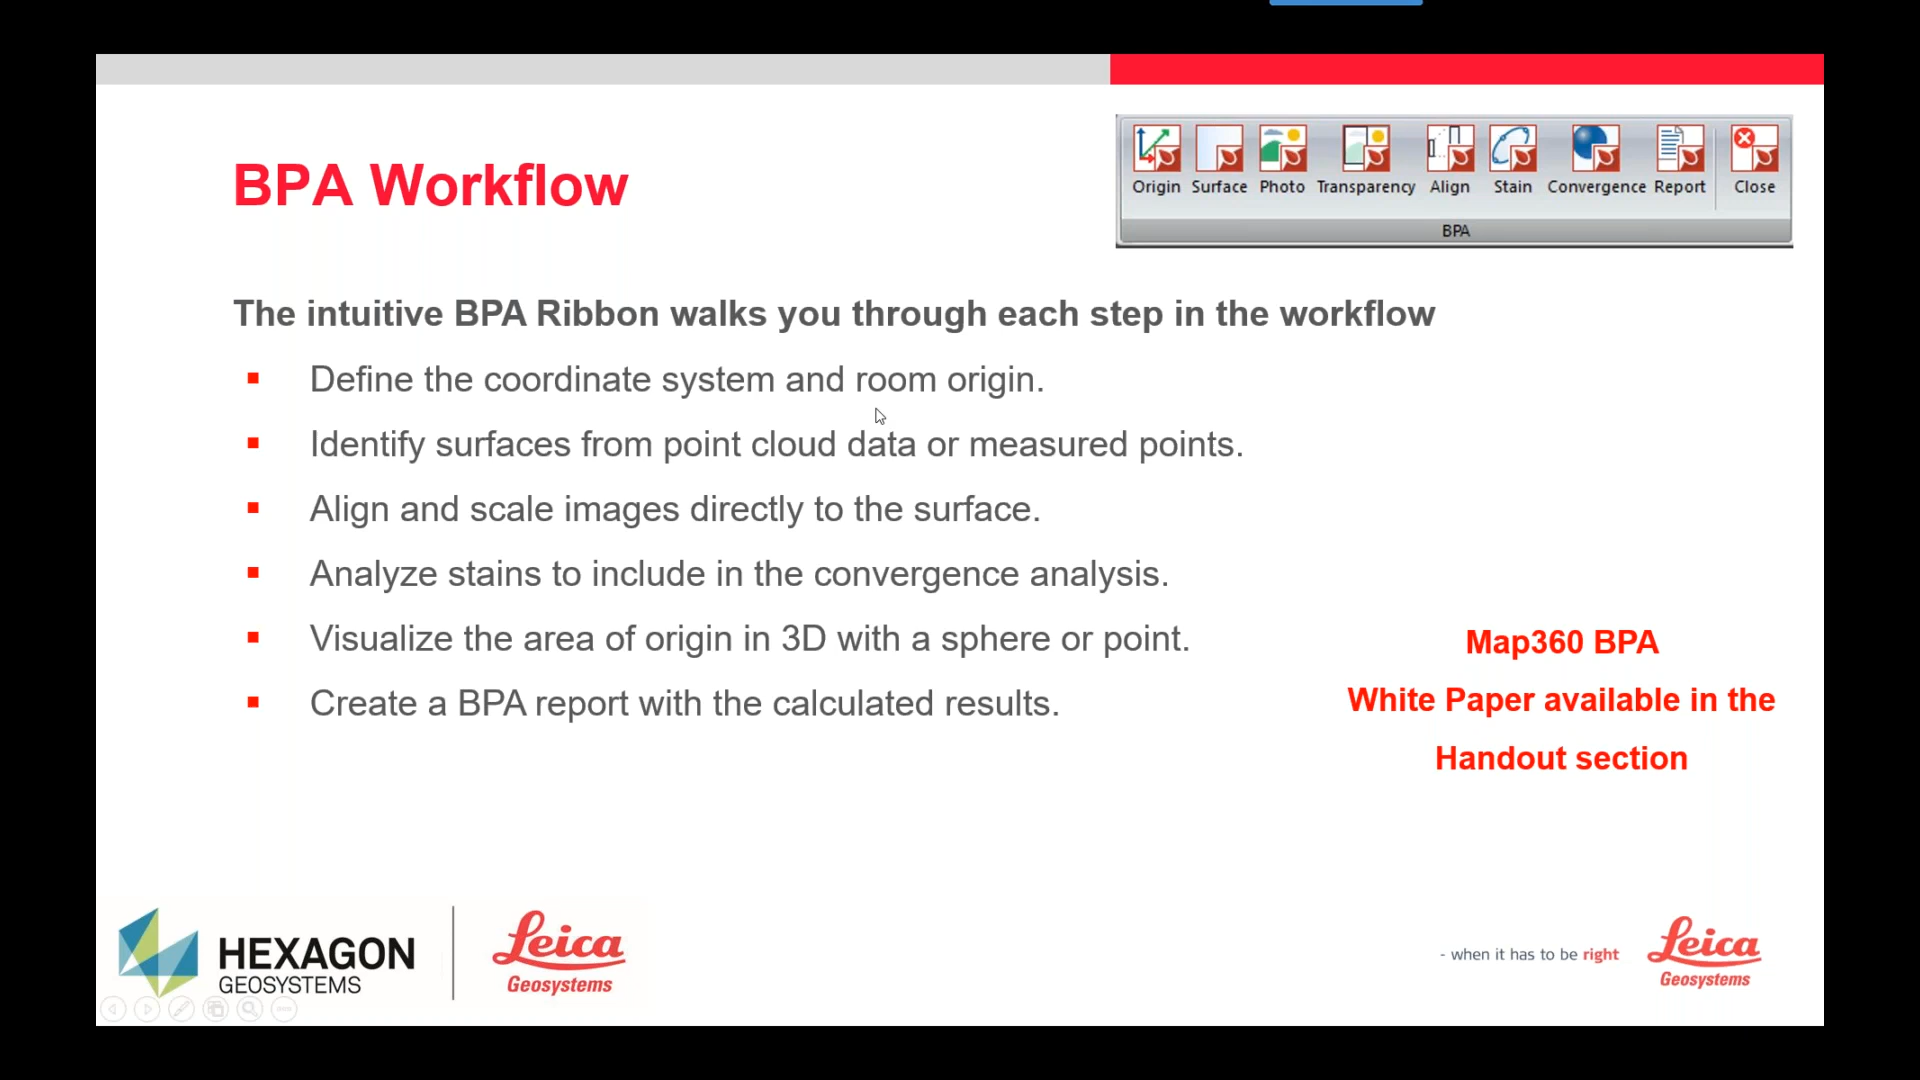 BPA Workflow
Origin Surface Photo Transparency Align Stain Convergence Report Close
BPA
The intuitive BPA Ribbon walks you through each step in the workflow
Define the coordinate system and room origin.
Identify surfaces from point cloud data or measured points.
Align and scale images directly to the surface.
Analyze stains to include in the convergence analysis.
Visualize the area of origin in 3D with a sphere or point.
Create a BPA report with the calculated results.
Map360 BPA
White Paper available in the
Handout section
HEXAGON
GEOSYSTEMS
Leica
Geosystems
- when it has to be right
Leica
Geosystems